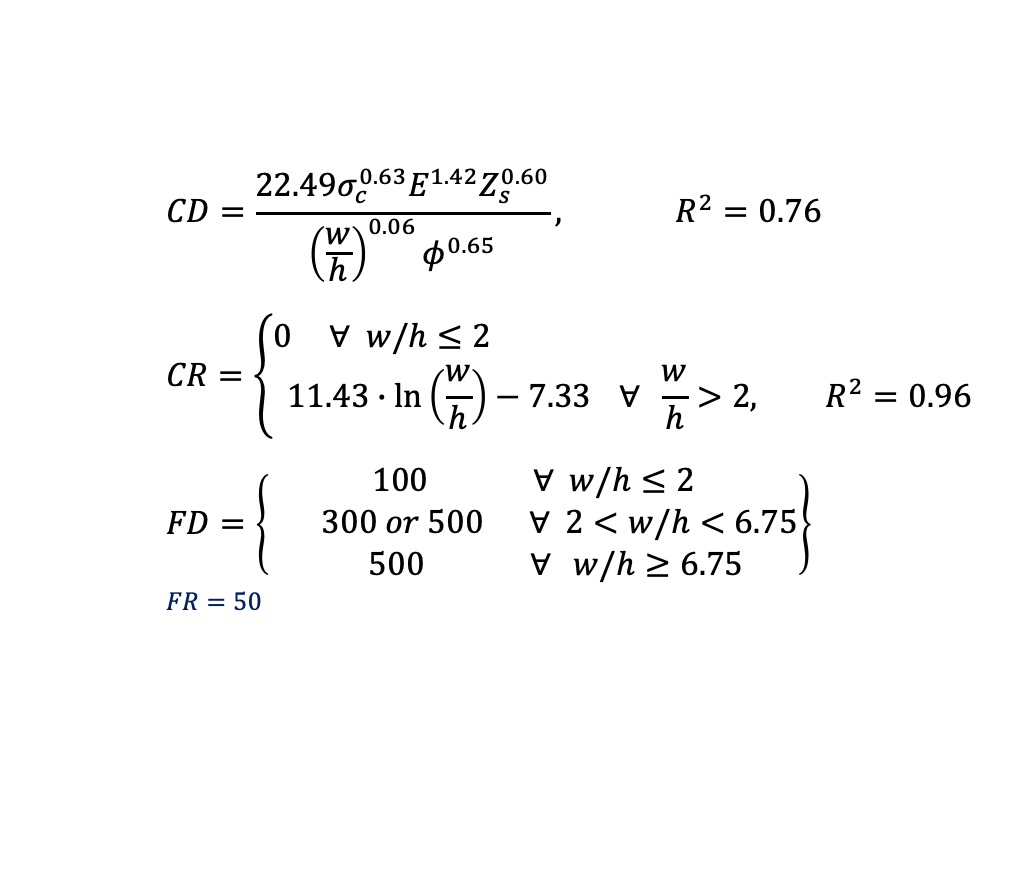 CD = 22.49σ_c^0.63 E^1.42 Z_s^0.60 / ((w/h)^0.06 ϕ^0.65), R² = 0.76
CR = { 0 ∀ w/h ≤ 2
11.43 · ln (w/h) − 7.33 ∀ w/h > 2, R² = 0.96
FD = { 100 ∀ w/h ≤ 2
300 or 500 ∀ 2 < w/h < 6.75 }
500 ∀ w/h ≥ 6.75
FR = 50